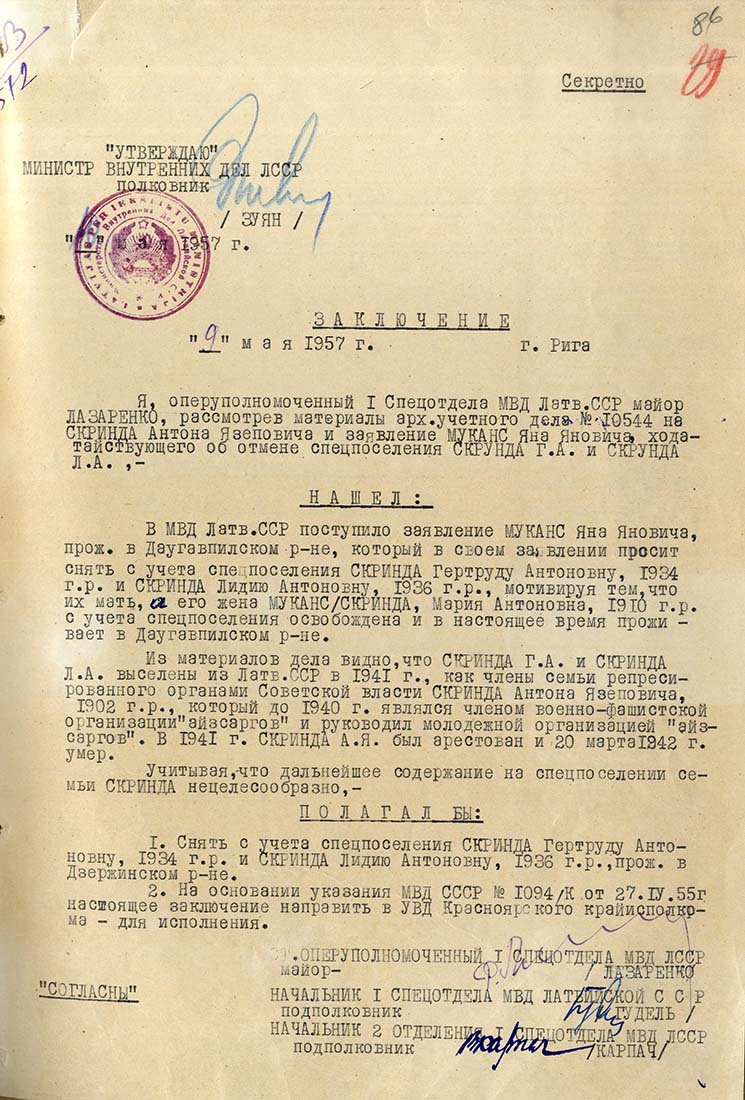 86
29
Секретно
"УТВЕРЖДАЮ"
МИНИСТР ВНУТРЕННИХ ДЕЛ ЛССР
ПОЛКОВНИК
/ ЗУЯН /
" " мая 1957 г.
ЗАКЛЮЧЕНИЕ
"9" мая 1957 г. г. Рига
Я, оперуполномоченный I Спецотдела МВД Латв.ССР майор
ЛАЗАРЕНКО, рассмотрев материалы арх.учетного дела № 10544 на
СКРИНДА Антона Язеповича и заявление МУКАНС Яна Яновича, хода-
тайствующего об отмене спецпоселения СКРУНДА Г.А. и СКРУНДА
Л.А. ,-
НАШЕЛ:
В МВД Латв.ССР поступило заявление МУКАНС Яна Яновича,
прож. в Даугавпилском р-не, который в своем заявлении просит
снять с учета спецпоселения СКРИНДА Гертруду Антоновну, 1934
г.р. и СКРИНДА Лидию Антоновну, 1936 г.р., мотивируя тем,что
их мать, а его жена МУКАНС/СКРИНДА, Мария Антоновна, 1910 г.р.
с учета спецпоселения освобождена и в настоящее время прожи -
вает в Даугавпилском р-не.
Из материалов дела видно,что СКРИНДА Г.А. и СКРИНДА
Л.А. выселены из Латв.ССР в 1941 г., как члены семьи репреси-
рованного органами Советской власти СКРИНДА Антона Язеповича,
1902 г.р., который до 1940 г. являлся членом военно-фашистской
организации"айзсаргов" и руководил молодежной организацией "айз-
саргов". В 1941 г. СКРИНДА А.Я. был арестован и 20 марта1942 г.
умер.
Учитывая,что дальнейшее содержание на спецпоселении се-
мьи СКРИНДА нецелесообразно,-
ПОЛАГАЛ БЫ:
1. Снять с учета спецпоселения СКРИНДА Гертруду Анто-
новну, 1934 г.р. и СКРИНДА Лидию Антоновну, 1936 г.р.,прож. в
Дзержинском р-не.
2. На основании указания МВД СССР № 1094/К от 27.IУ.55г
настоящее заключение направить в УВД Красноярского крайисполко-
ма - для исполнения.
СТ.ОПЕРУПОЛНОМОЧЕННЫЙ I СПЕЦОТДЕЛА МВД ЛССР
майор- / ЛАЗАРЕНКО
"СОГЛАСНЫ" НАЧАЛЬНИК I СПЕЦОТДЕЛА МВД ЛАТВИЙСКОЙ С С Р
подполковник /ГУДЕЛЬ /
НАЧАЛЬНИК 2 ОТДЕЛЕНИЯ I СПЕЦОТДЕЛА МВД ЛССР
подполковник /КАРПАЧ/